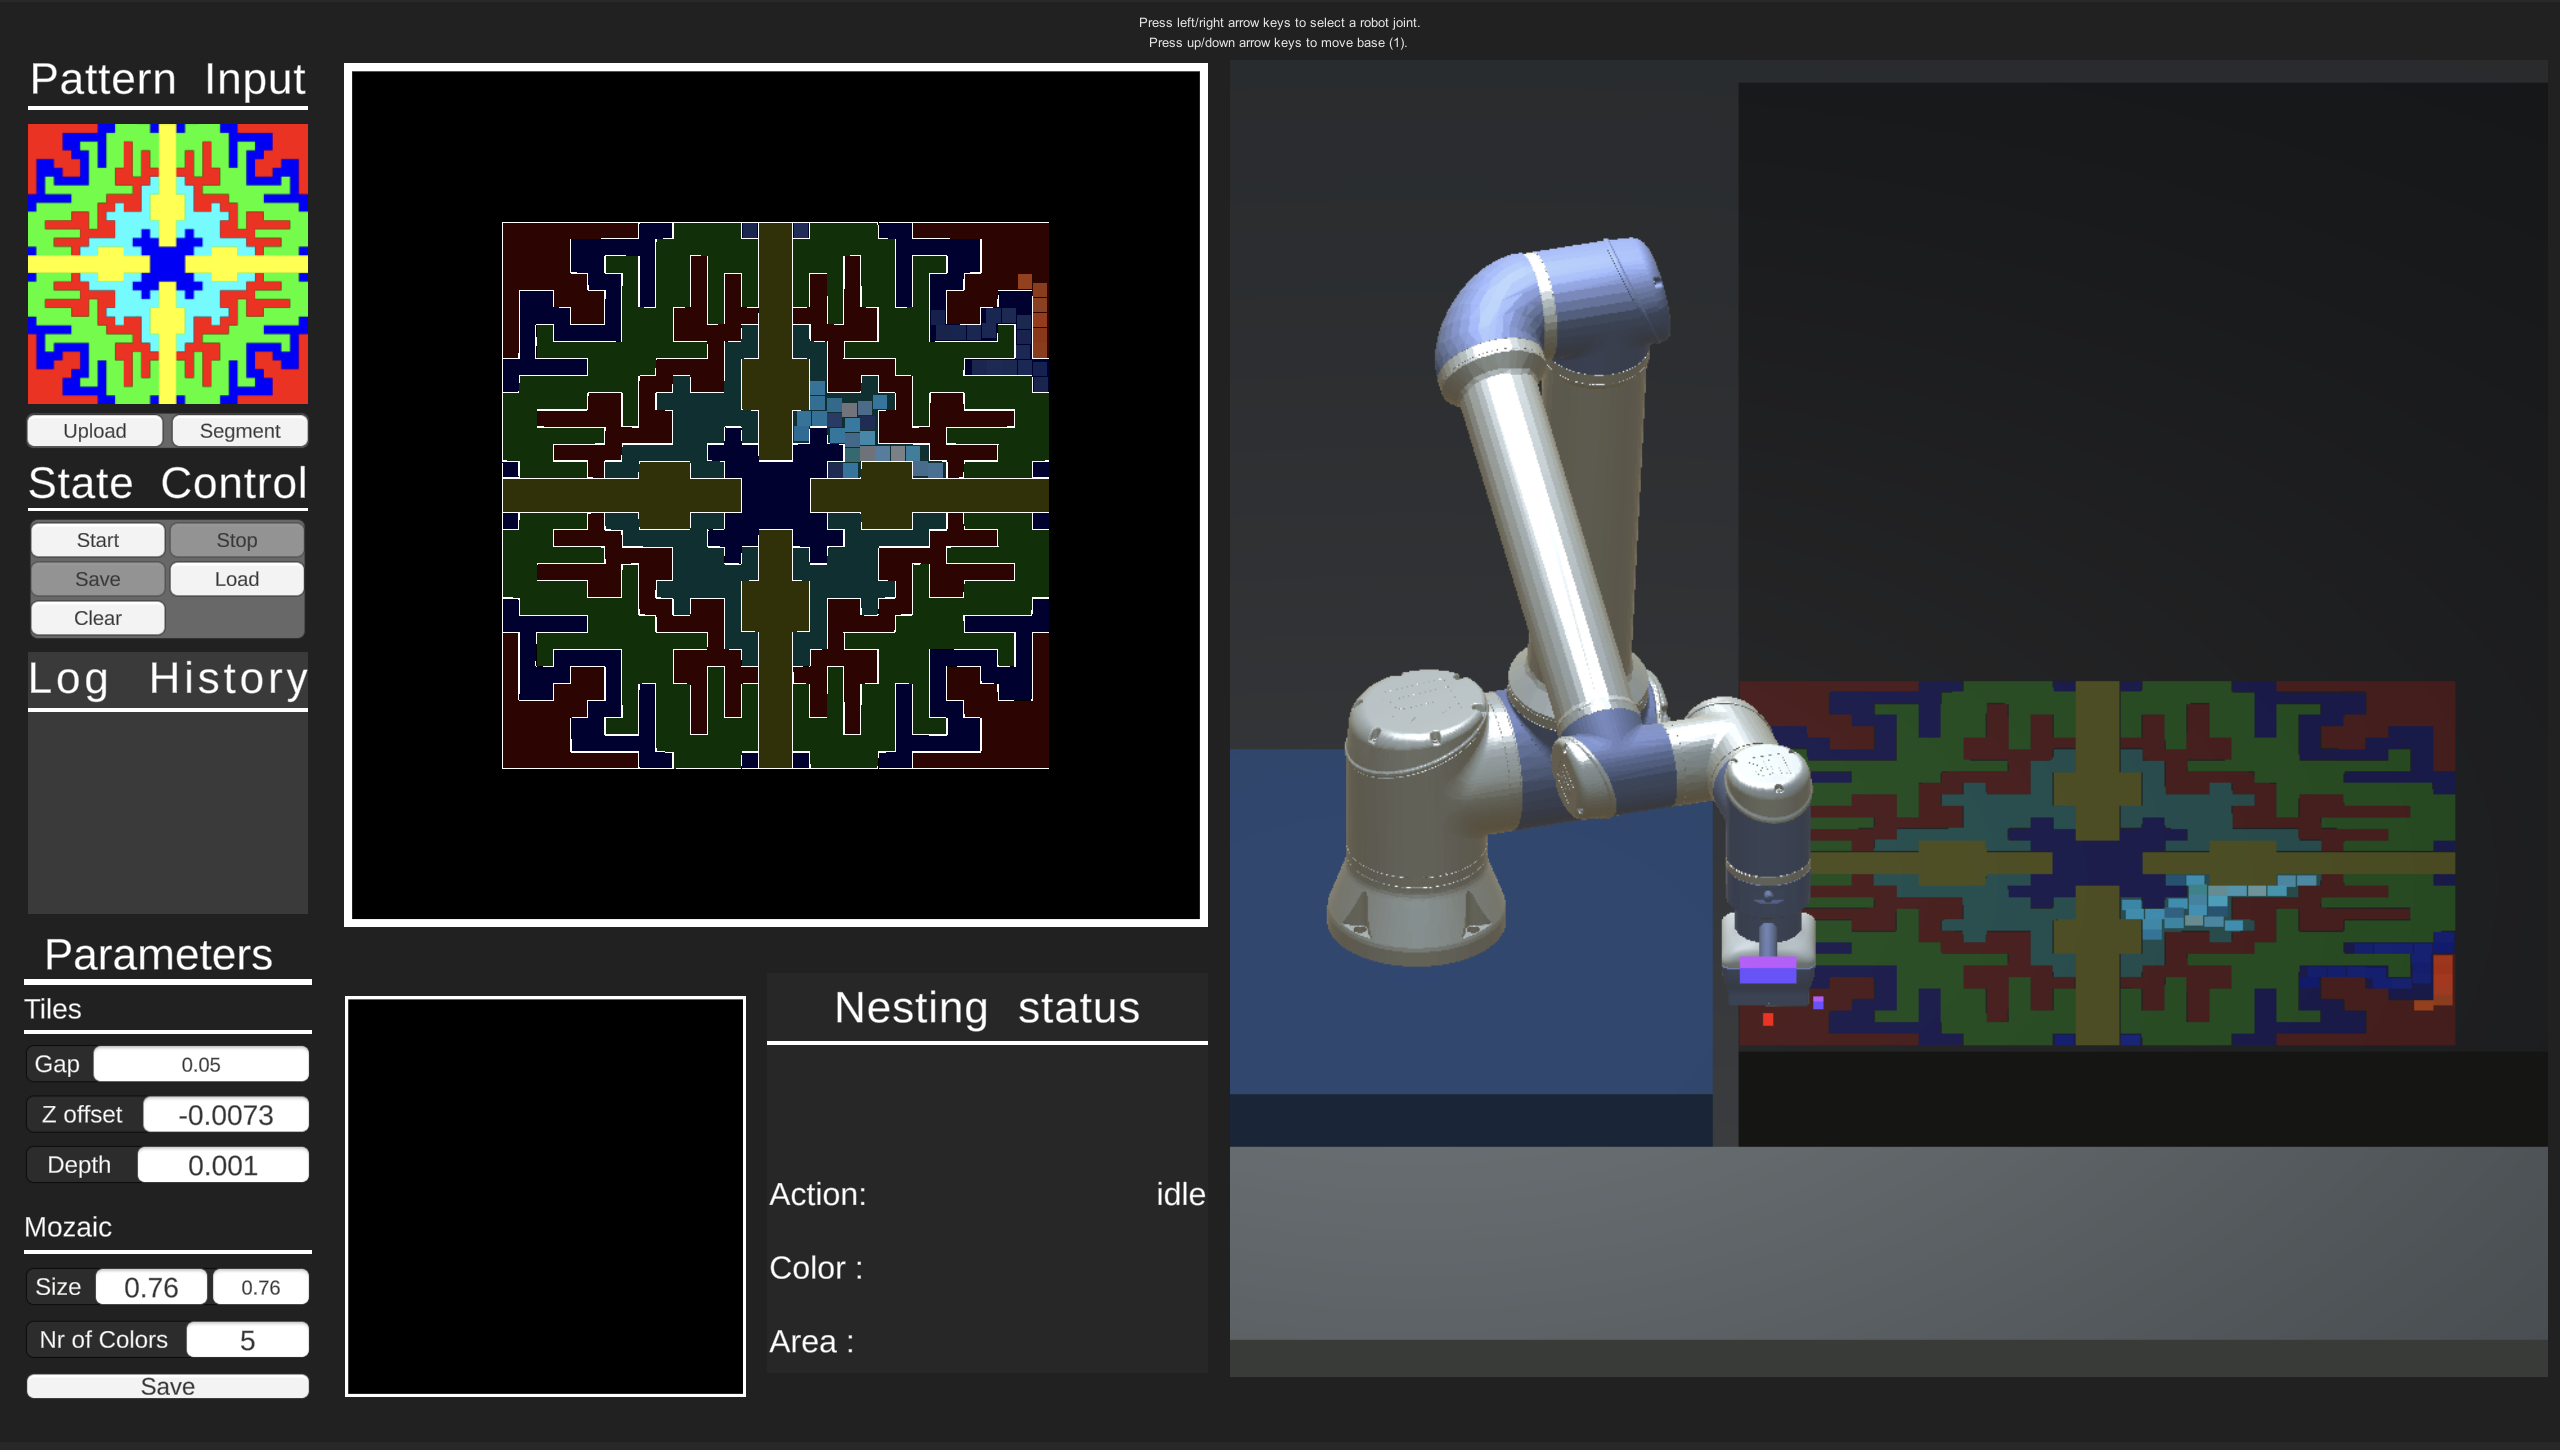 Press left/right arrow keys to select a robot joint.
Press up/down arrow keys to move base (1).
Pattern Input
Upload
Segment
State Control
Start
Stop
Save
Load
Clear
Log History
Parameters
Tiles
Gap
0.05
Z offset
-0.0073
Depth
0.001
Mozaic
Size
0.76
0.76
Nr of Colors
5
Save
Nesting status
Action:
idle
Color :
Area :